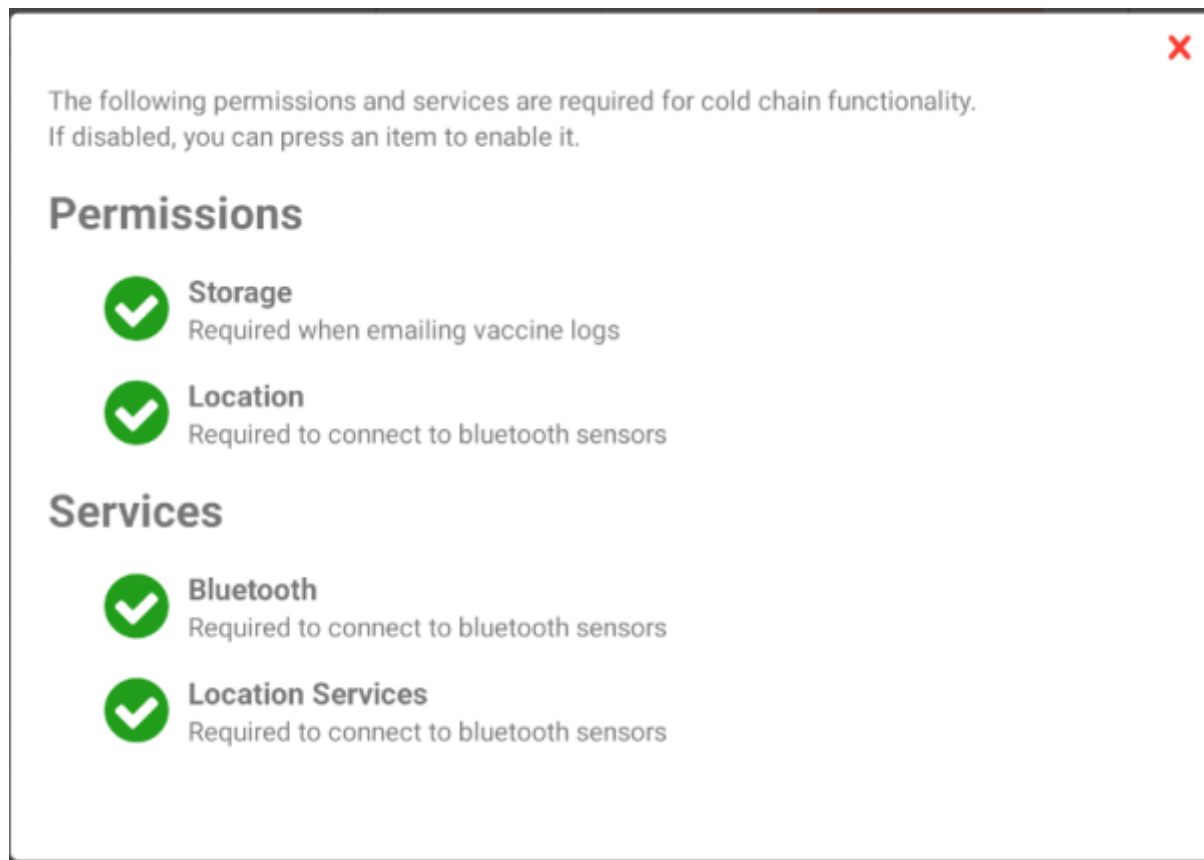 The following permissions and services are required for cold chain functionality.
If disabled, you can press an item to enable it.
Permissions
Storage
Required when emailing vaccine logs
Location
Required to connect to bluetooth sensors
Services
Bluetooth
Required to connect to bluetooth sensors
Location Services
Required to connect to bluetooth sensors